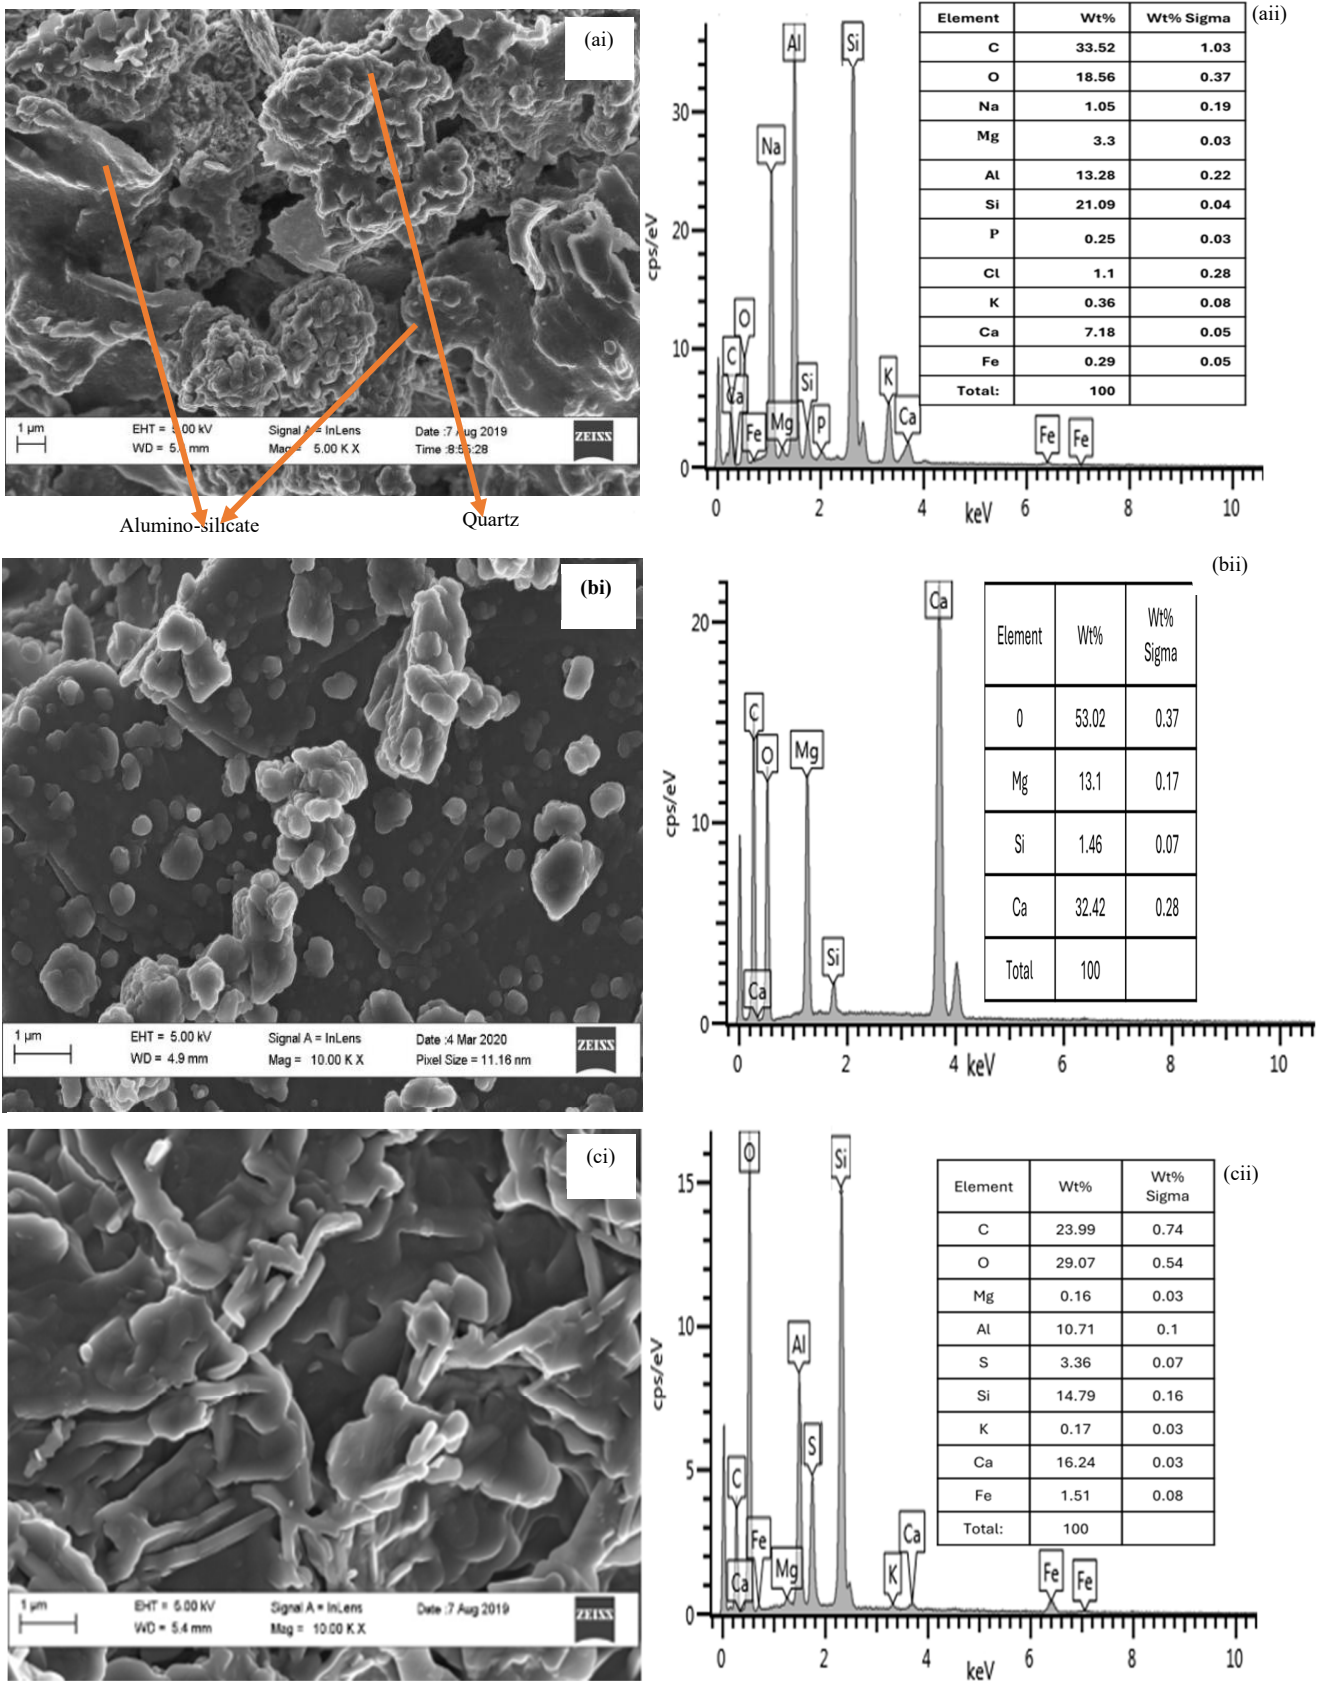 (ai)
1 µm
EHT = 5.00 kV
Signal A = InLens
Date :7 Aug 2019
Mag = 5.00 K X
Time :8:55:28
ZEISS
Alumino-silicate
Quartz
(aii)
cps/eV
30
20
10
0
0 2 4 6 8 10
keV
C
Ca
O
Fe
Na
Mg
Al
Si
P
Si
K
Ca
Fe
Fe
Element Wt% Wt% Sigma
C 33.52 1.03
O 18.56 0.37
Na 1.05 0.19
Mg 3.3 0.03
Al 13.28 0.22
Si 21.09 0.04
P 0.25 0.03
Cl 1.1 0.28
K 0.36 0.08
Ca 7.18 0.05
Fe 0.29 0.05
Total: 100
(bi)
1 µm
EHT = 5.00 kV
Signal A = InLens
Date :4 Mar 2020
WD = 4.9 mm
Mag = 10.00 K X
Pixel Size = 11.16 nm
ZEISS
(bii)
cps/eV
20
10
0
0 2 4 6 8 10
keV
C
Ca
O
Mg
Si
Ca
Element Wt% Wt%
Sigma
O 53.02 0.37
Mg 13.1 0.17
Si 1.46 0.07
Ca 32.42 0.28
Total 100
(ci)
1 µm
EHT = 5.00 kV
Signal A = InLens
Date :7 Aug 2019
WD = 5.4 mm
Mag = 10.00 K X
ZEISS
(cii)
cps/eV
15
10
5
0
0 2 4 6 8 10
keV
C
Ca
O
Fe
Mg
Al
S
Si
K
Ca
Fe
Fe
Element Wt% Wt%
Sigma
C 23.99 0.74
O 29.07 0.54
Mg 0.16 0.03
Al 10.71 0.1
S 3.36 0.07
Si 14.79 0.16
K 0.17 0.03
Ca 16.24 0.03
Fe 1.51 0.08
Total: 100